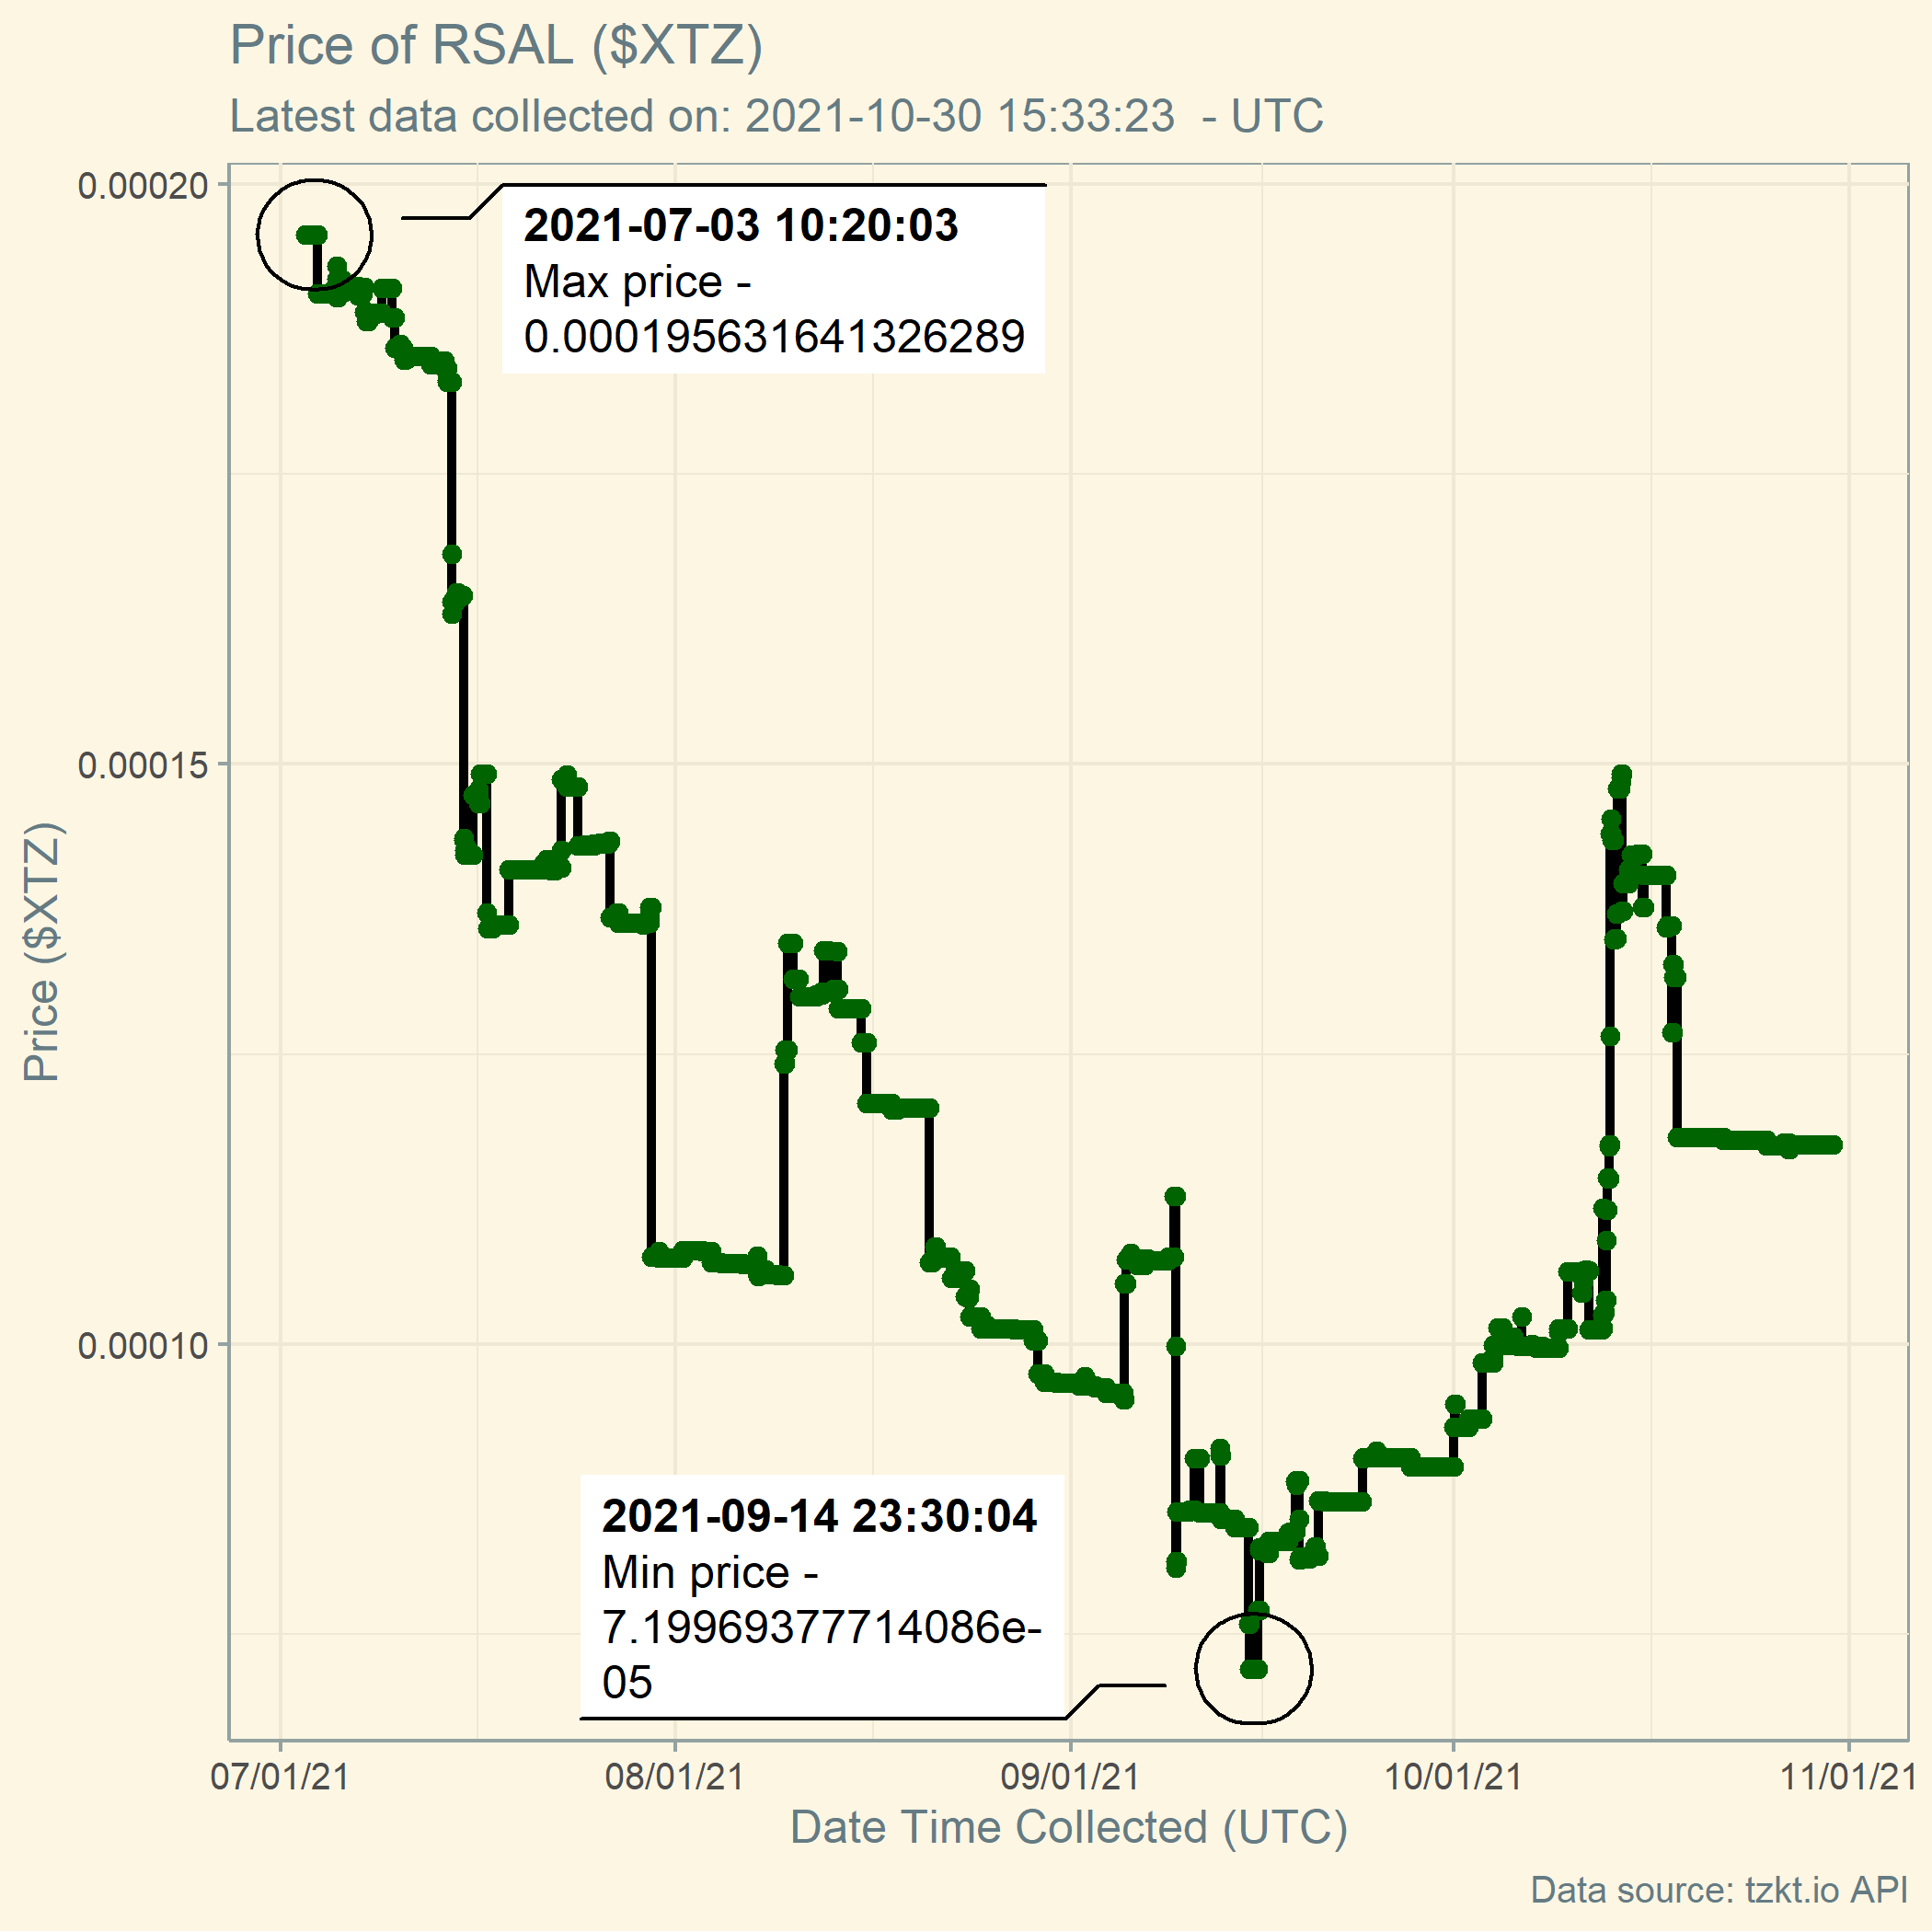 Price of RSAL ($XTZ)
Latest data collected on: 2021-10-30 15:33:23  - UTC
0.00020
2021-07-03 10:20:03
Max price -
0.000195631641326289
0.00015
Price ($XTZ)
0.00010
2021-09-14 23:30:04
Min price -
7.19969377714086e-
05
07/01/21
08/01/21
09/01/21
10/01/21
11/01/21
Date Time Collected (UTC)
Data source: tzkt.io API